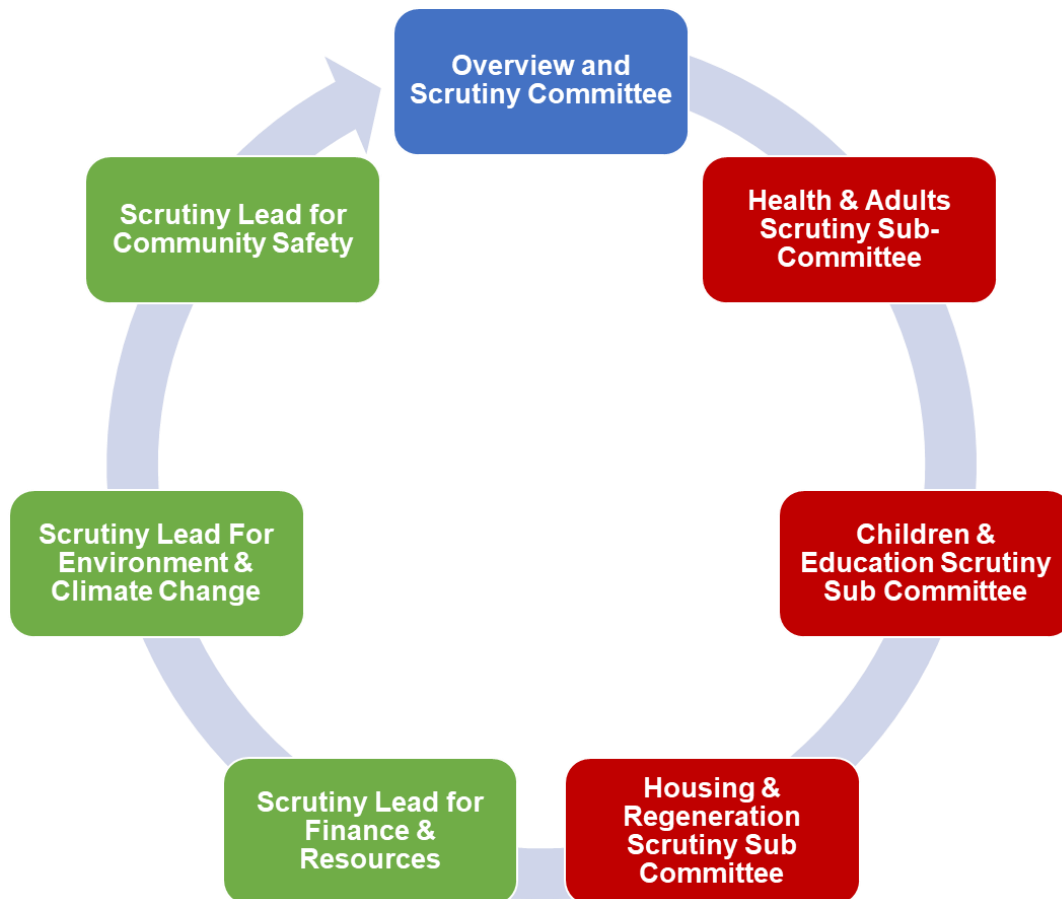 Overview and
Scrutiny Committee
Health & Adults
Scrutiny Sub-
Committee
Children &
Education Scrutiny
Sub Committee
Housing &
Regeneration
Scrutiny Sub
Committee
Scrutiny Lead for
Finance &
Resources
Scrutiny Lead For
Environment &
Climate Change
Scrutiny Lead for
Community Safety